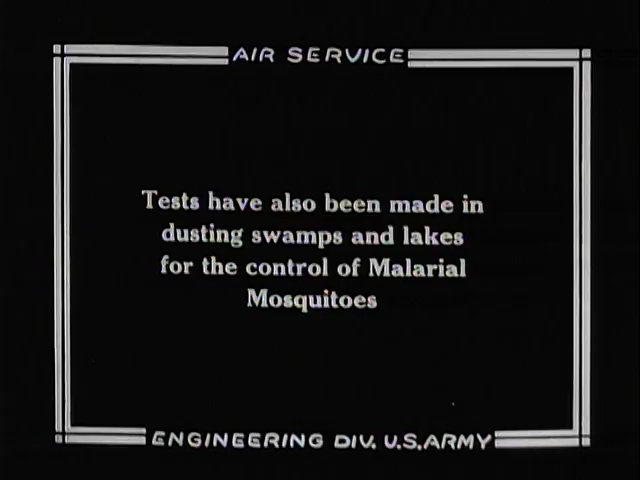 AIR SERVICE
Tests have also been made in
dusting swamps and lakes
for the control of Malarial
Mosquitoes
ENGINEERING DIV. U.S. ARMY